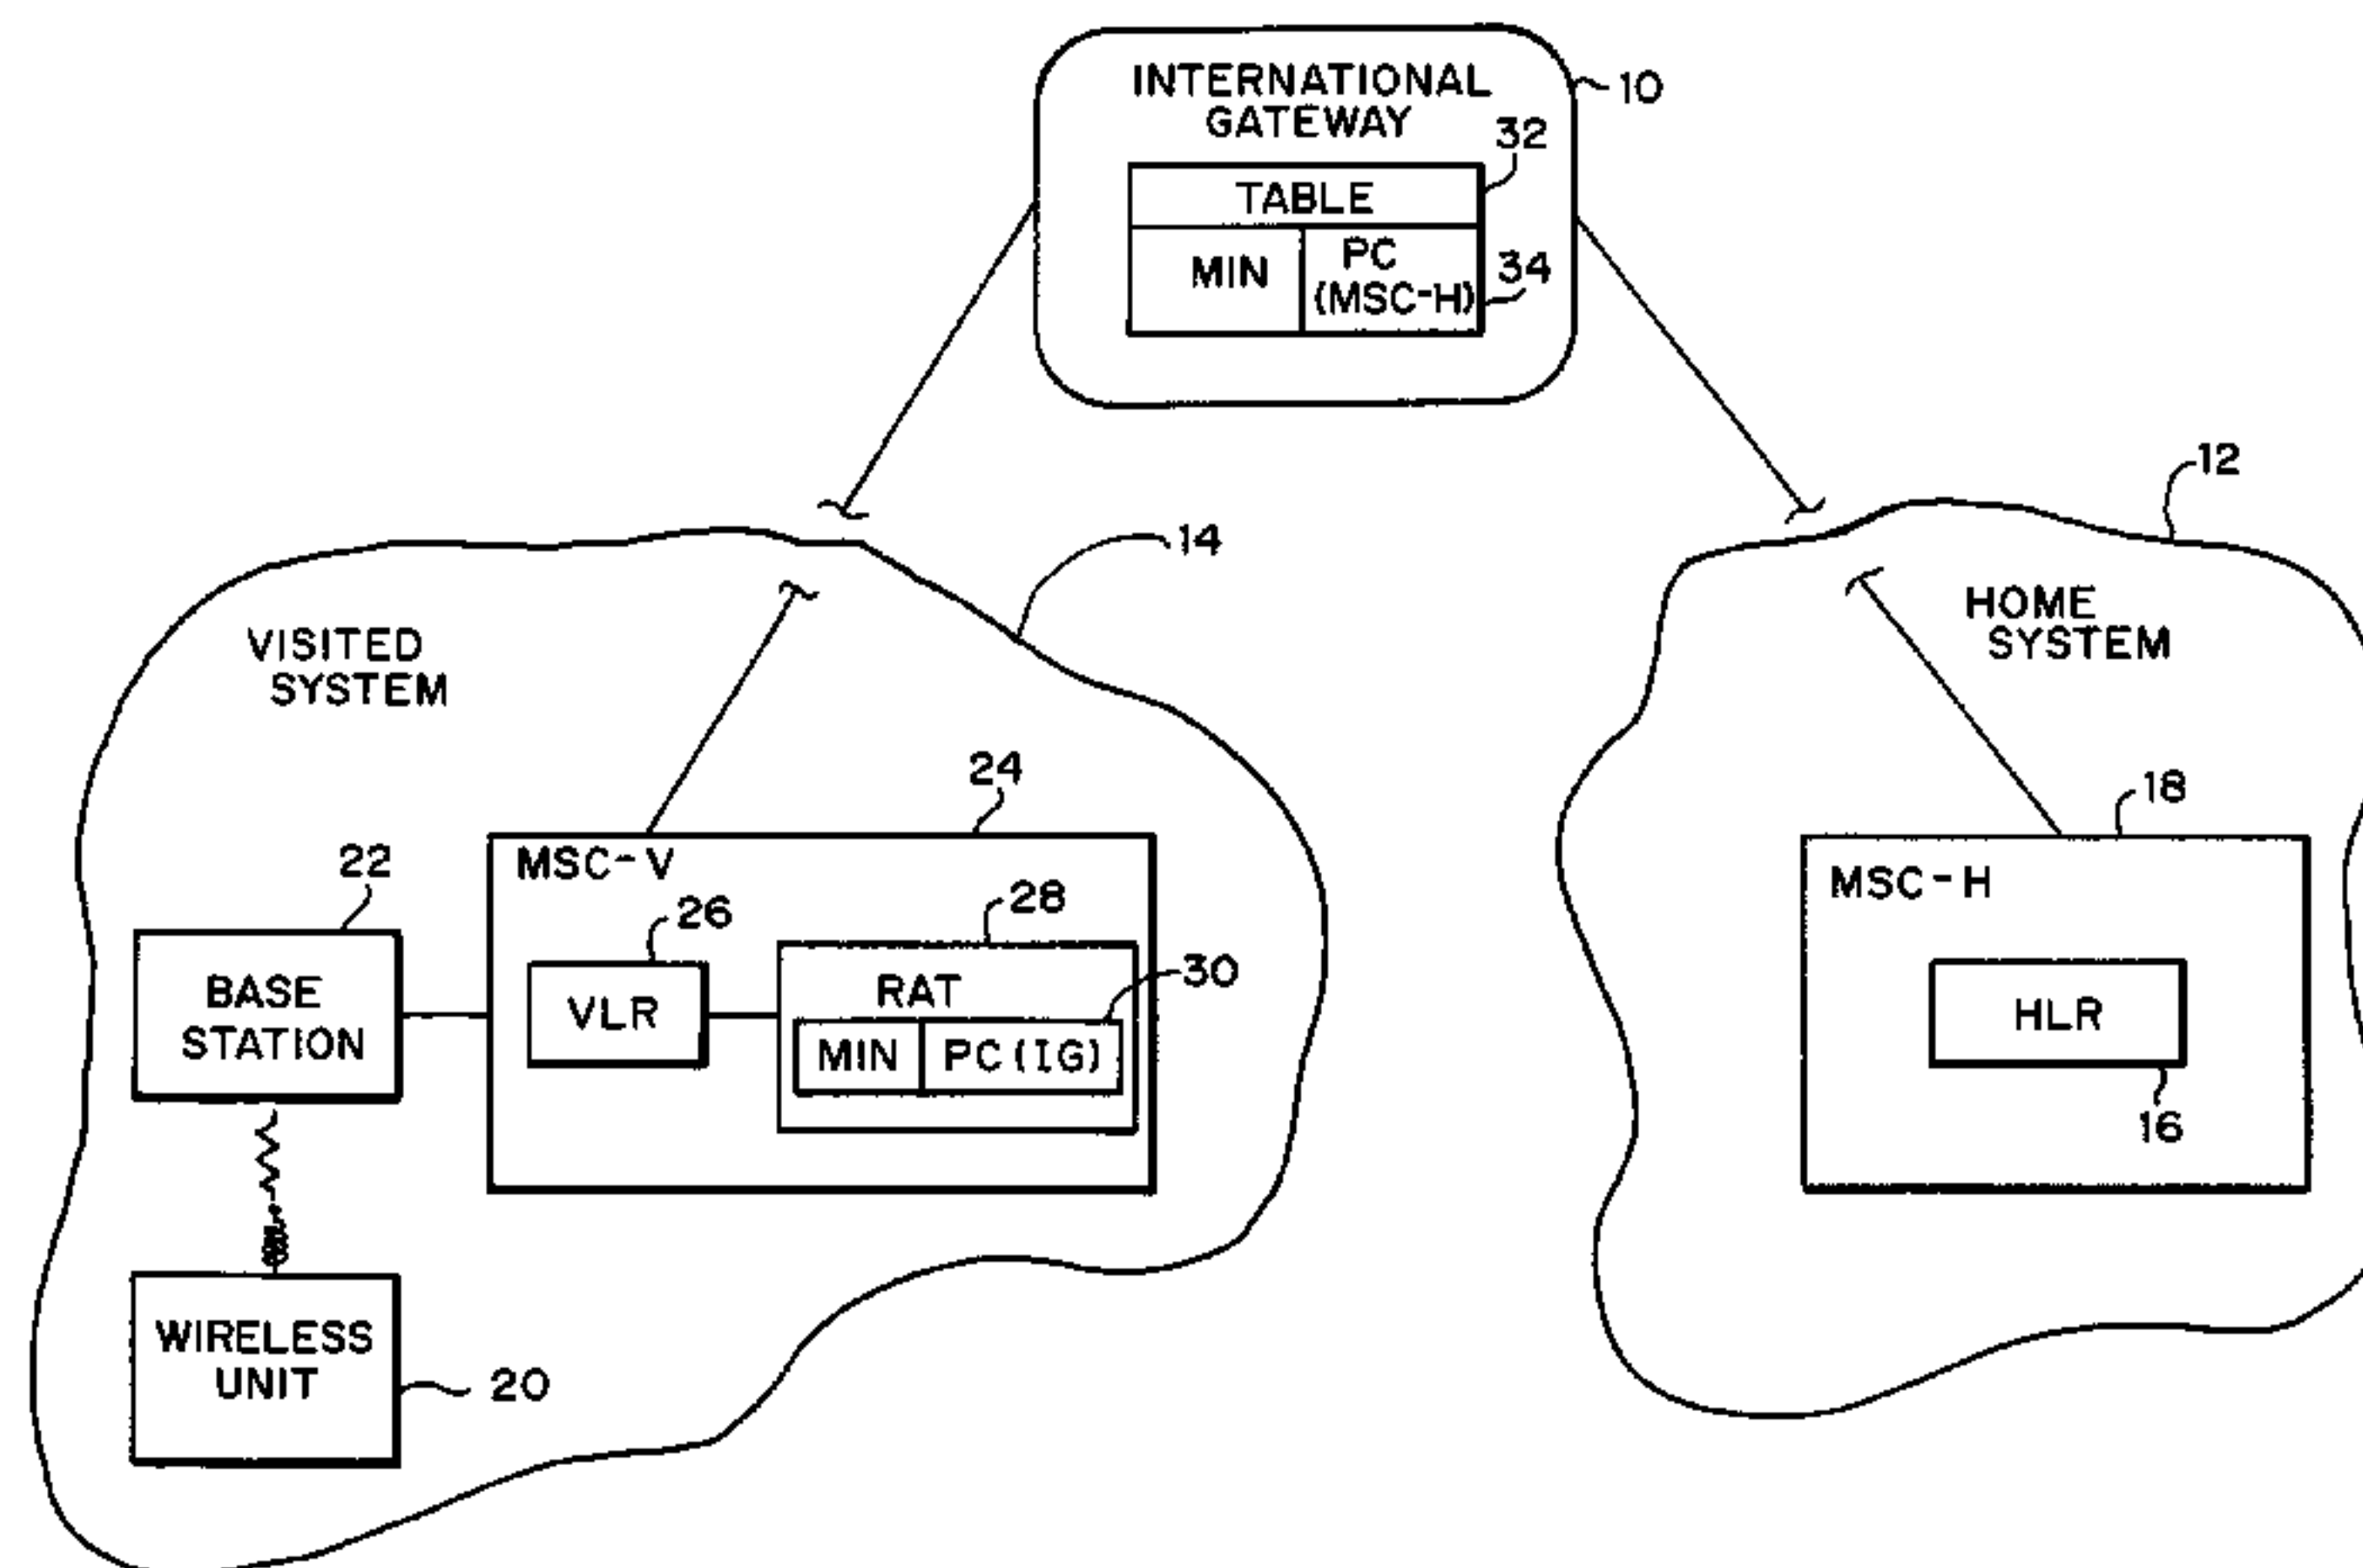 INTERNATIONAL
GATEWAY
10
32
TABLE
MIN
PC
(MSC-H)
34
12
14
VISITED
SYSTEM
HOME
SYSTEM
24
18
MSC-V
MSC-H
22
26
28
30
BASE
STATION
VLR
RAT
MIN
PC(IG)
HLR
16
WIRELESS
UNIT
20